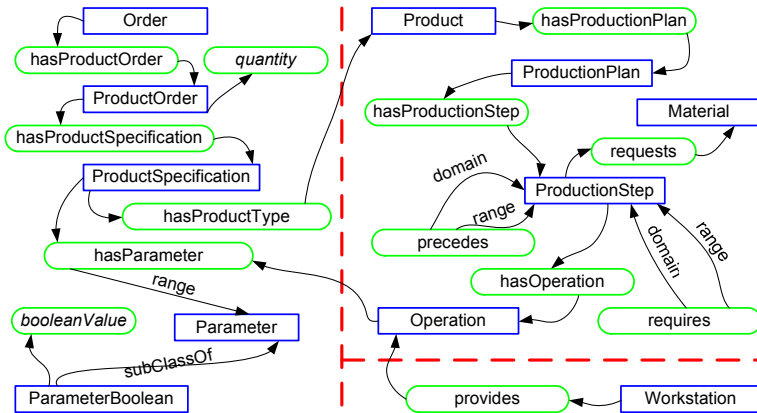 Order
hasProductOrder
quantity
ProductOrder
hasProductSpecification
ProductSpecification
hasProductType
hasParameter
range
booleanValue
Parameter
subClassOf
ParameterBoolean
Product
hasProductionPlan
ProductionPlan
hasProductionStep
Material
requests
domain
ProductionStep
range
precedes
range
domain
hasOperation
Operation
requires
provides
Workstation